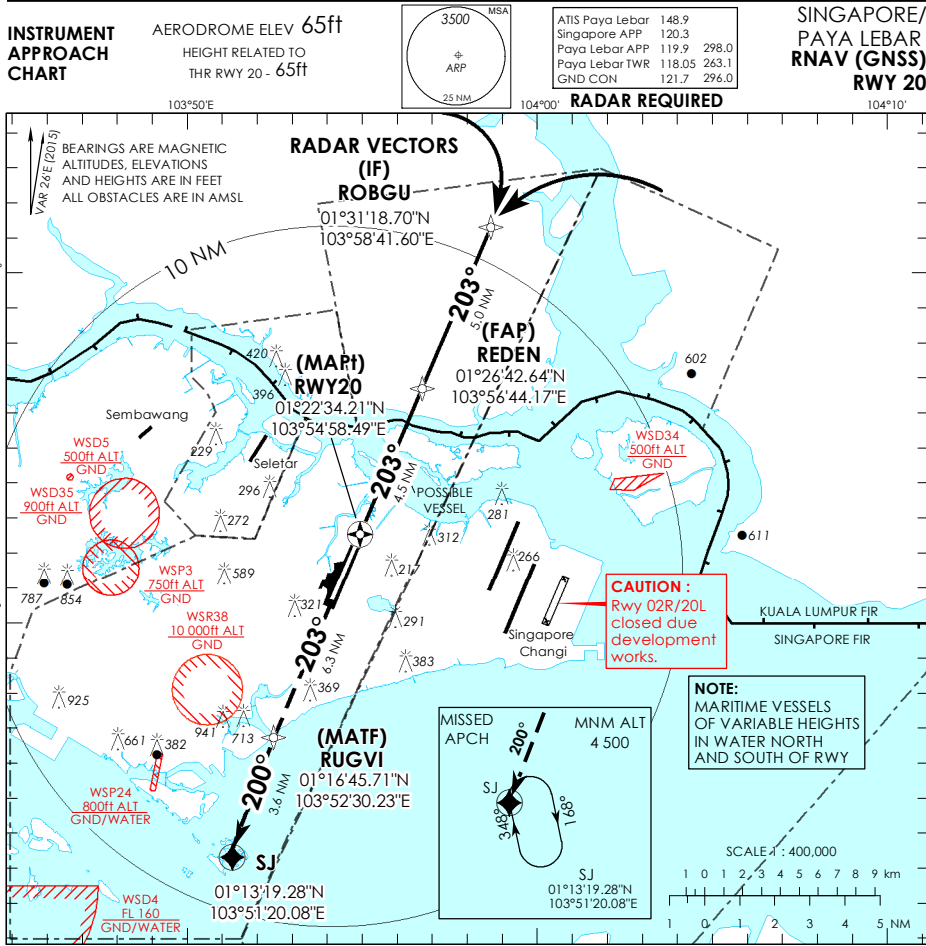 INSTRUMENT
APPROACH
CHART
AERODROME ELEV 65ft
HEIGHT RELATED TO
THR RWY 20 - 65ft
3500
MSA
ARP
25 NM
ATIS Paya Lebar 148.9
Singapore APP 120.3
Paya Lebar APP 119.9 298.0
Paya Lebar TWR 118.05 263.1
GND CON 121.7 296.0
RADAR REQUIRED
SINGAPORE/
PAYA LEBAR
RNAV (GNSS)
RWY 20
103°50'E
104°00'
104°10'
VAR 26'E (2015)
BEARINGS ARE MAGNETIC
ALTITUDES, ELEVATIONS
AND HEIGHTS ARE IN FEET
ALL OBSTACLES ARE IN AMSL
RADAR VECTORS
(IF)
ROBGU
01°31'18.70"N
103°58'41.60"E
10 NM
203°
5.0 NM
(FAP)
REDEN
01°26'42.64"N
103°56'44.17"E
602
420
396
(MAPt)
RWY20
01°22'34.21"N
103°54'58.49"E
Sembawang
229
Seletar
296
272
WSD5
500ft ALT
GND
WSD35
900ft ALT
GND
WSP3
750ft ALT
GND
787
854
589
203°
4.5 NM
POSSIBLE
VESSEL
312
281
266
217
WSD34
500ft ALT
GND
611
321
291
WSR38
10 000ft ALT
GND
203°
6.3 NM
383
369
Singapore
Changi
CAUTION :
Rwy 02R/20L
closed due
development
works.
KUALA LUMPUR FIR
SINGAPORE FIR
925
941
713
661
382
WSP24
800ft ALT
GND/WATER
(MATF)
RUGVI
01°16'45.71"N
103°52'30.23"E
200°
3.6 NM
SJ
01°13'19.28"N
103°51'20.08"E
WSD4
FL 160
GND/WATER
MISSED
APCH
MNM ALT
4 500
200°
SJ
348°
168°
SJ
01°13'19.28"N
103°51'20.08"E
NOTE:
MARITIME VESSELS
OF VARIABLE HEIGHTS
IN WATER NORTH
AND SOUTH OF RWY
SCALE 1 : 400,000
1 0 1 2 3 4 5 6 7 8 9 km
1 0 1 2 3 4 5 NM